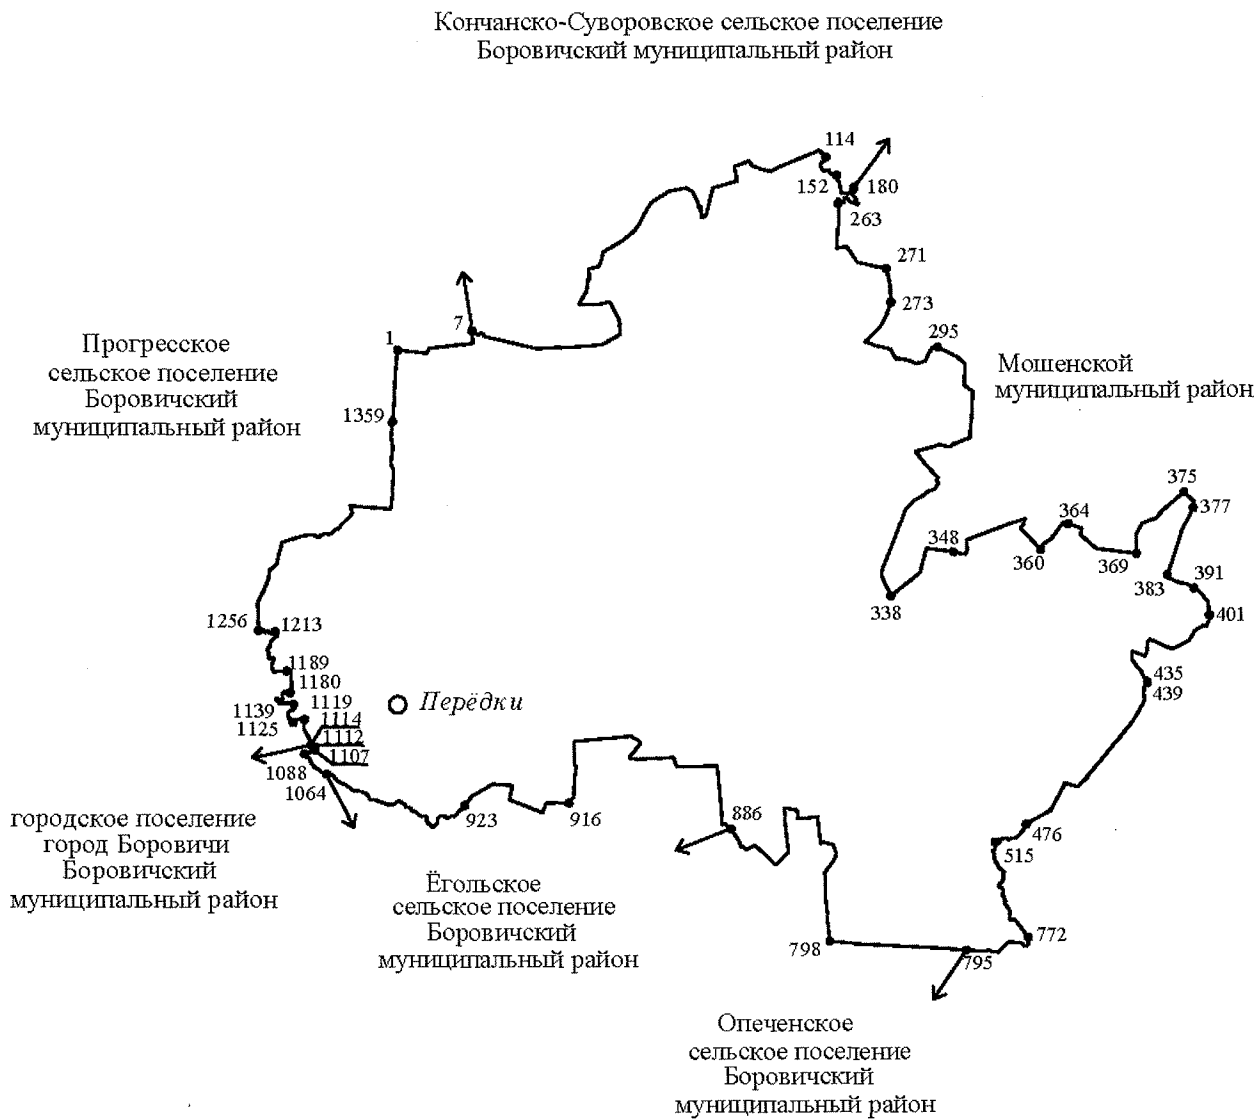 Кончанско-Суворовское сельское поселение
Боровичский муниципальный район
114
152
180
263
271
273
7
1
295
Прогресское
сельское поселение
Боровичский
муниципальный район
Мошенской
муниципальный район
1359
375
377
364
348
360
369
383
391
338
401
1256
1213
1189
1180
435
439
Перёдки
1139
1119
1125
1114
1112
1107
1088
1064
923
916
886
476
515
городское поселение
город Боровичи
Боровичский
муниципальный район
Ёгольское
сельское поселение
Боровичский
муниципальный район
798
795
772
Опеченское
сельское поселение
Боровичский
муниципальный район